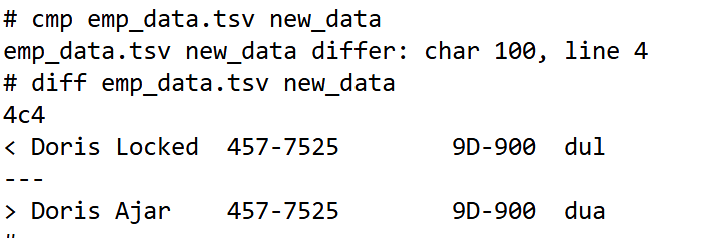 # cmp emp_data.tsv new_data
emp_data.tsv new_data differ: char 100, line 4
# diff emp_data.tsv new_data
4c4
< Doris Locked  457-7525        9D-900  dul
---
> Doris Ajar    457-7525        9D-900  dua
#